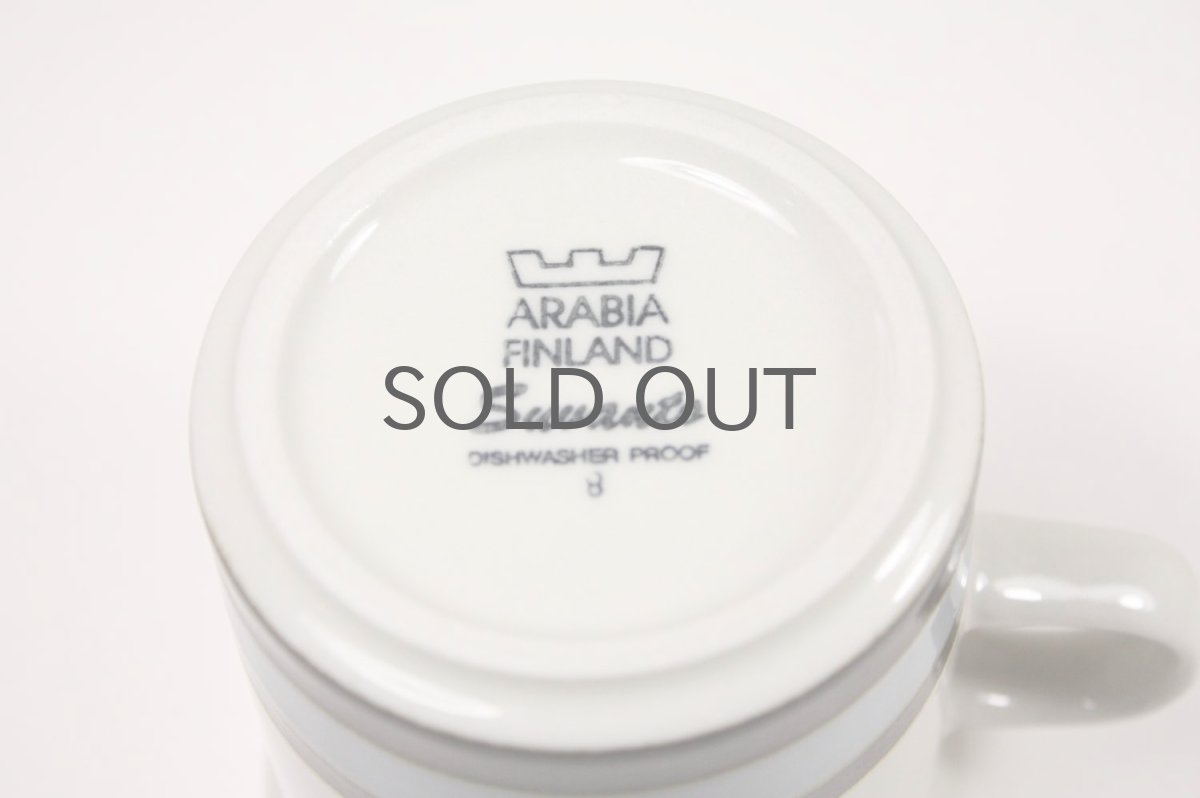 ARABIA
FINLAND
SOLD OUT
DISHWASHER PROOF
8